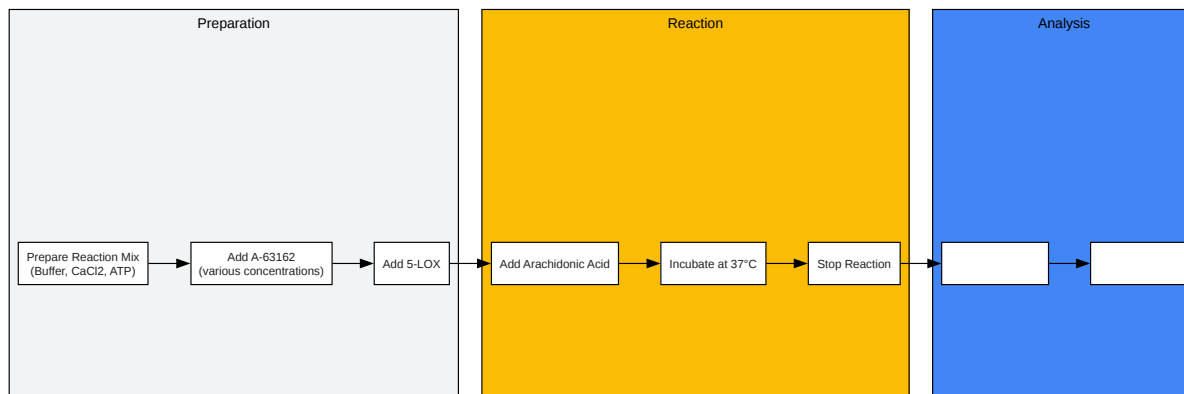 Preparation
Reaction
Analysis
Prepare Reaction Mix
(Buffer, CaCl2, ATP)
Add A-63162
(various concentrations)
Add 5-LOX
Add Arachidonic Acid
Incubate at 37°C
Stop Reaction